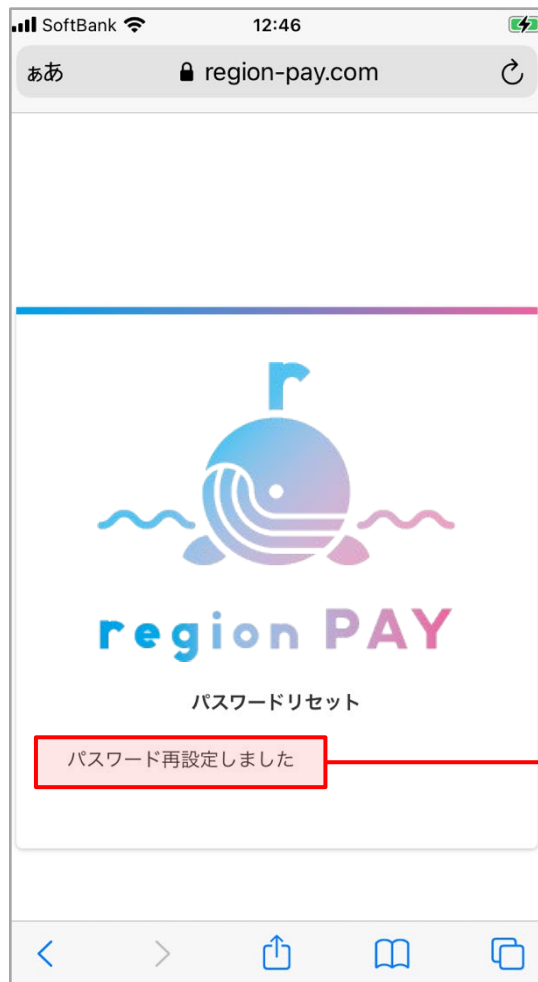 SoftBank 12:46
ぁあ region-pay.com
r
region PAY
パスワードリセット
パスワード再設定しました